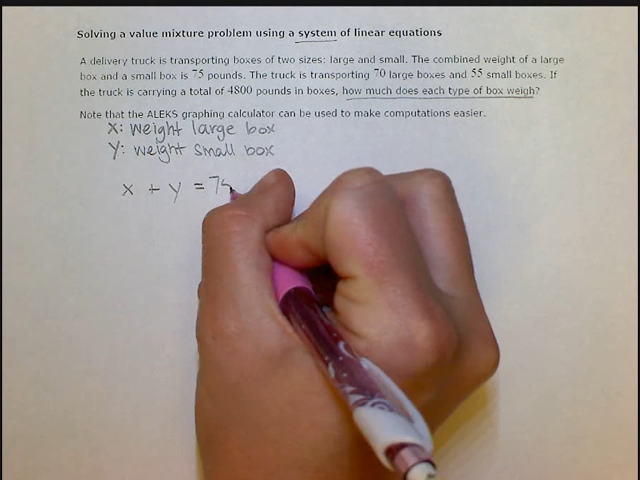 Solving a value mixture problem using a system of linear equations
A delivery truck is transporting boxes of two sizes: large and small. The combined weight of a large
box and a small box is 75 pounds. The truck is transporting 70 large boxes and 55 small boxes. If
the truck is carrying a total of 4800 pounds in boxes, how much does each type of box weigh?
Note that the ALEKS graphing calculator can be used to make computations easier.
X: weight large box
Y: weight small box
x + y = 75